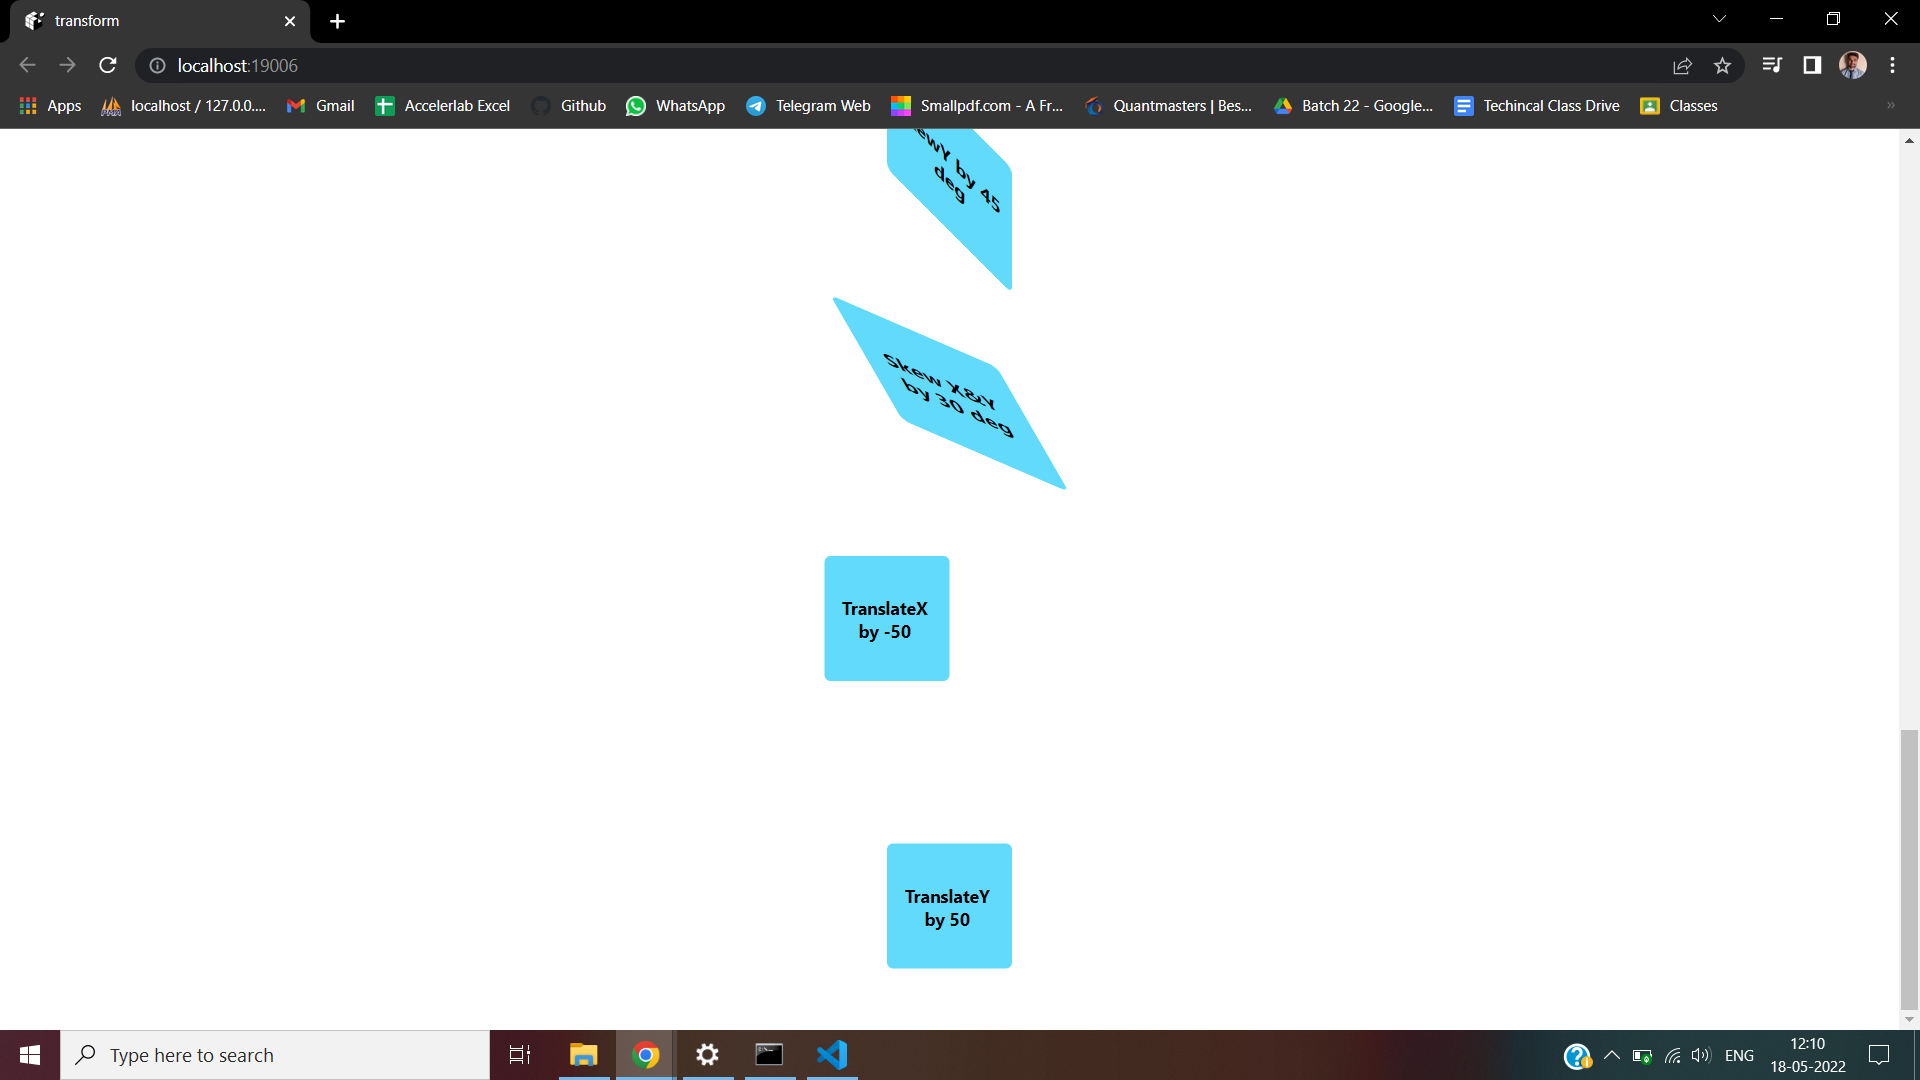 transform
localhost:19006
Apps
localhost / 127.0.0....
Gmail
Accelerlab Excel
Github
WhatsApp
Telegram Web
Smallpdf.com - A Fr...
Quantmasters | Bes...
Batch 22 - Google...
Techincal Class Drive
Classes
by 45
deg
Skew X&Y
by 30 deg
TranslateX
by -50
TranslateY
by 50
Type here to search
ENG
12:10
18-05-2022